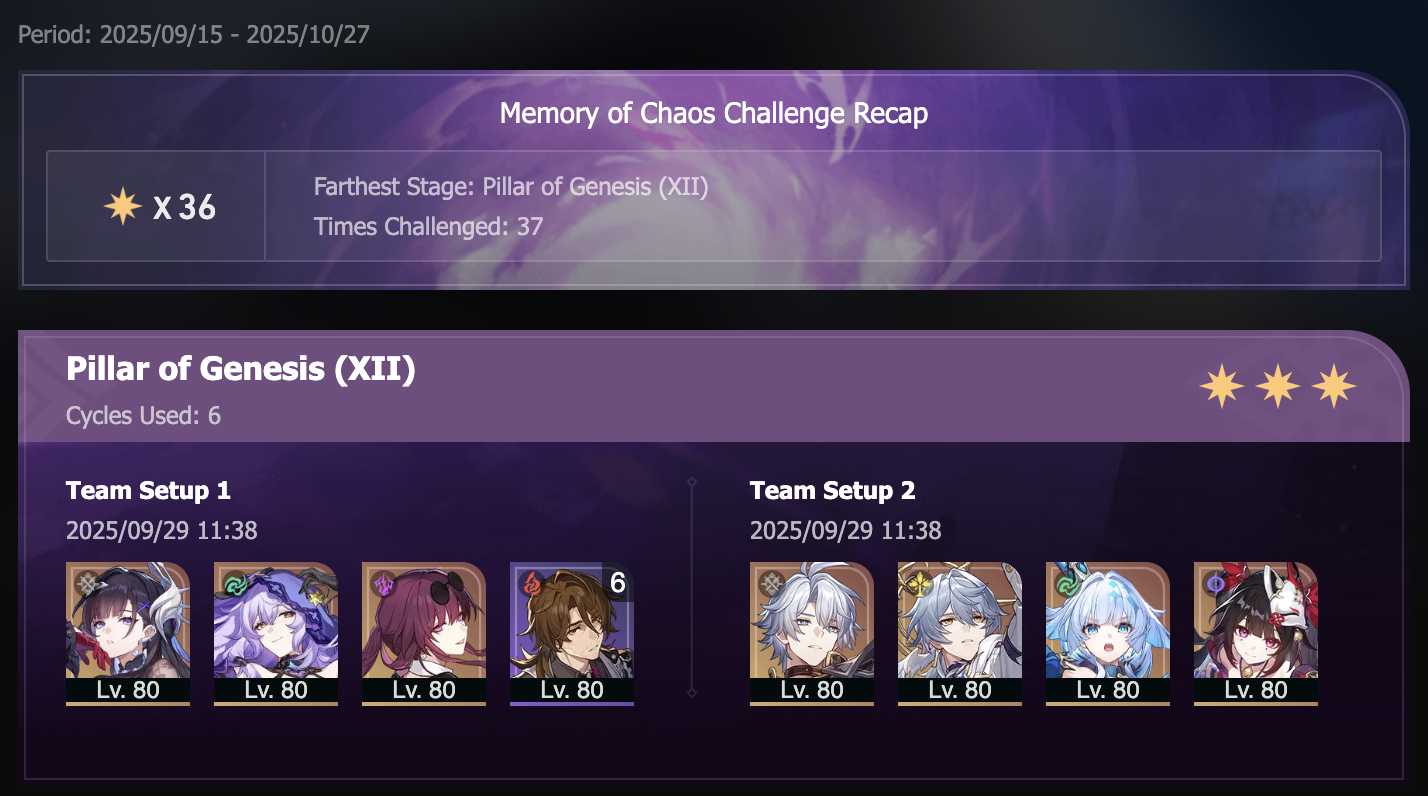 Period: 2025/09/15 - 2025/10/27
Memory of Chaos Challenge Recap
x 36
Farthest Stage: Pillar of Genesis (XII)
Times Challenged: 37
Pillar of Genesis (XII)
Cycles Used: 6
Team Setup 1
2025/09/29 11:38
6
Lv. 80 Lv. 80 Lv. 80 Lv. 80
Team Setup 2
2025/09/29 11:38
Lv. 80 Lv. 80 Lv. 80 Lv. 80